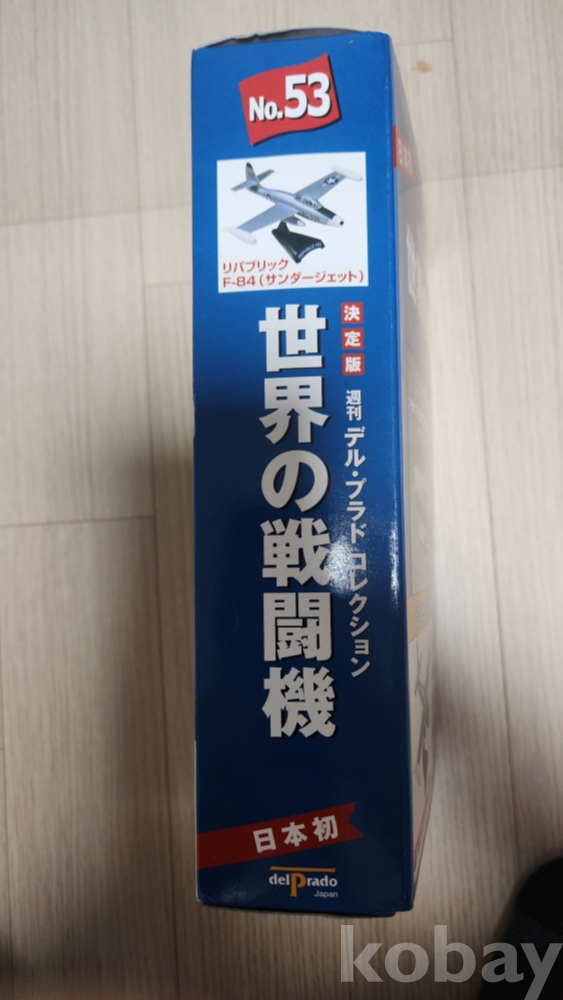 No.53
リパブリック
F-84(サンダージェット)
決定版
週刊 デル・プラド コレクション
世界の戦闘機
日本初
delPrado
Japan
kobay